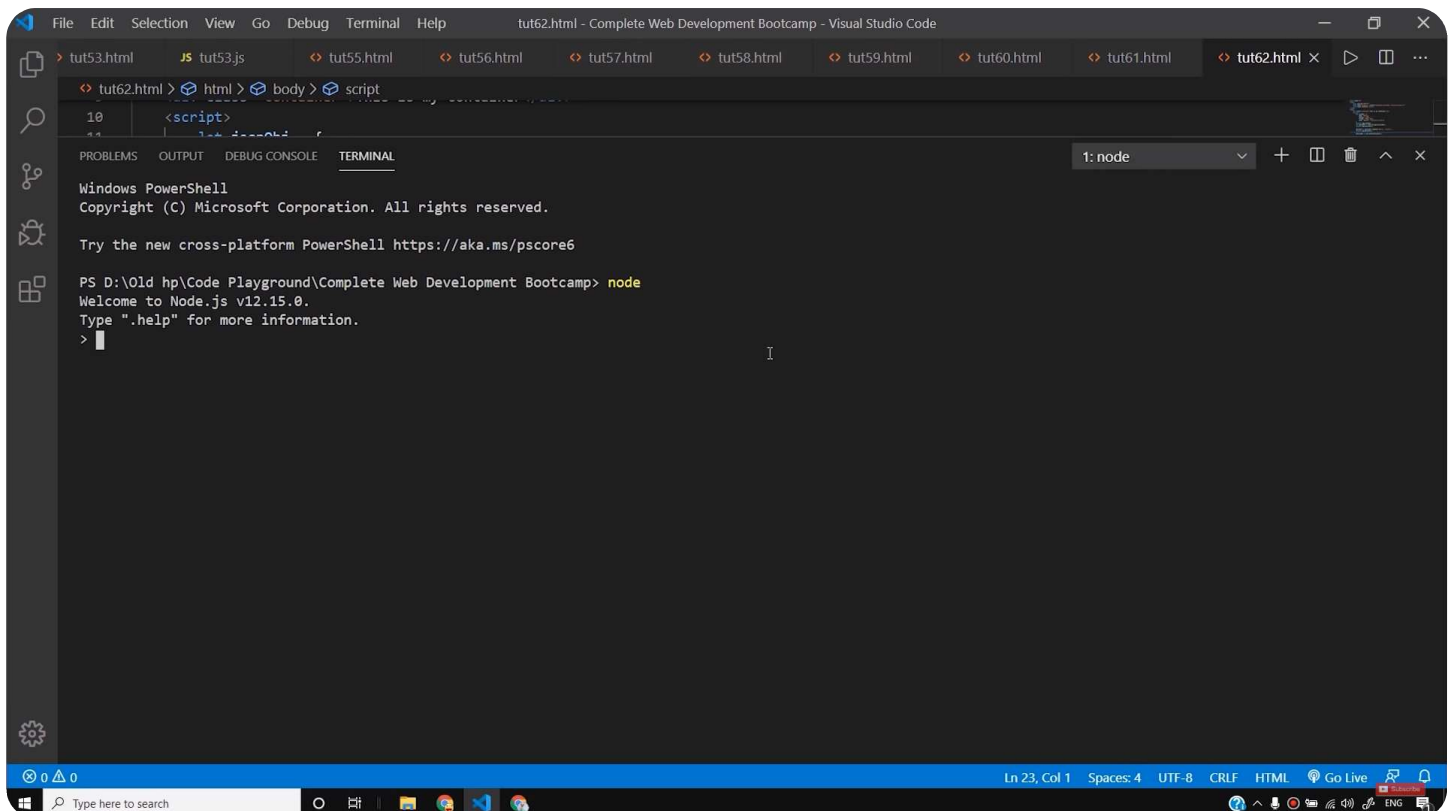 File Edit Selection View Go Debug Terminal Help tut62.html - Complete Web Development Bootcamp - Visual Studio Code
tut53.html JS tut53.js tut55.html tut56.html tut57.html tut58.html tut59.html tut60.html tut61.html tut62.html
tut62.html > html > body > script
10 <script>
PROBLEMS OUTPUT DEBUG CONSOLE TERMINAL 1: node
Windows PowerShell
Copyright (C) Microsoft Corporation. All rights reserved.
Try the new cross-platform PowerShell https://aka.ms/pscore6
PS D:\Old hp\Code Playground\Complete Web Development Bootcamp> node
Welcome to Node.js v12.15.0.
Type ".help" for more information.
>
0 0 Ln 23, Col 1 Spaces: 4 UTF-8 CRLF HTML Go Live
Subscribe
Type here to search ENG